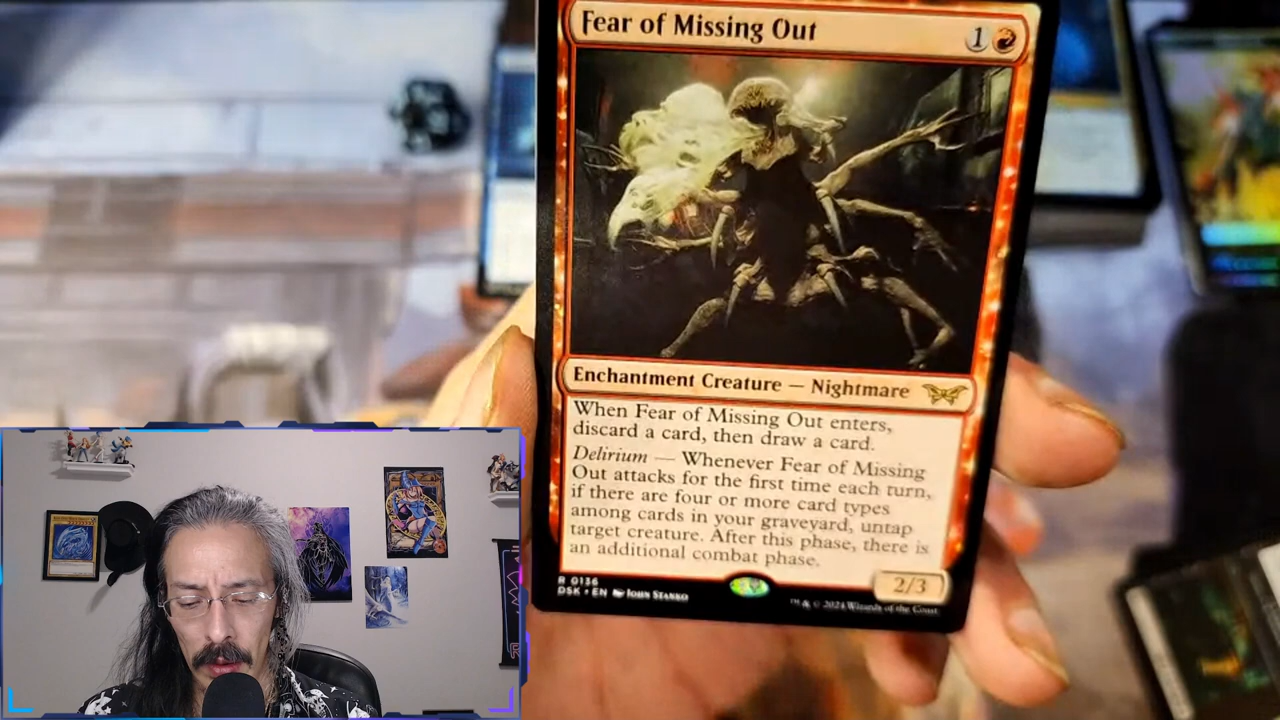 Fear of Missing Out
1
Enchantment Creature — Nightmare
When Fear of Missing Out enters,
discard a card, then draw a card.
Delirium — Whenever Fear of Missing
Out attacks for the first time each turn,
if there are four or more card types
among cards in your graveyard, untap
target creature. After this phase, there is
an additional combat phase.
2/3
R 0136
DSK • EN John Stanko
™ & © 2024 Wizards of the Coast